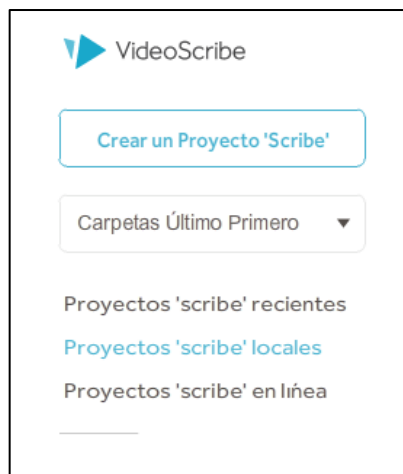 VideoScribe
Crear un Proyecto 'Scribe'
Carpetas Último Primero
Proyectos 'scribe' recientes
Proyectos 'scribe' locales
Proyectos 'scribe' en línea